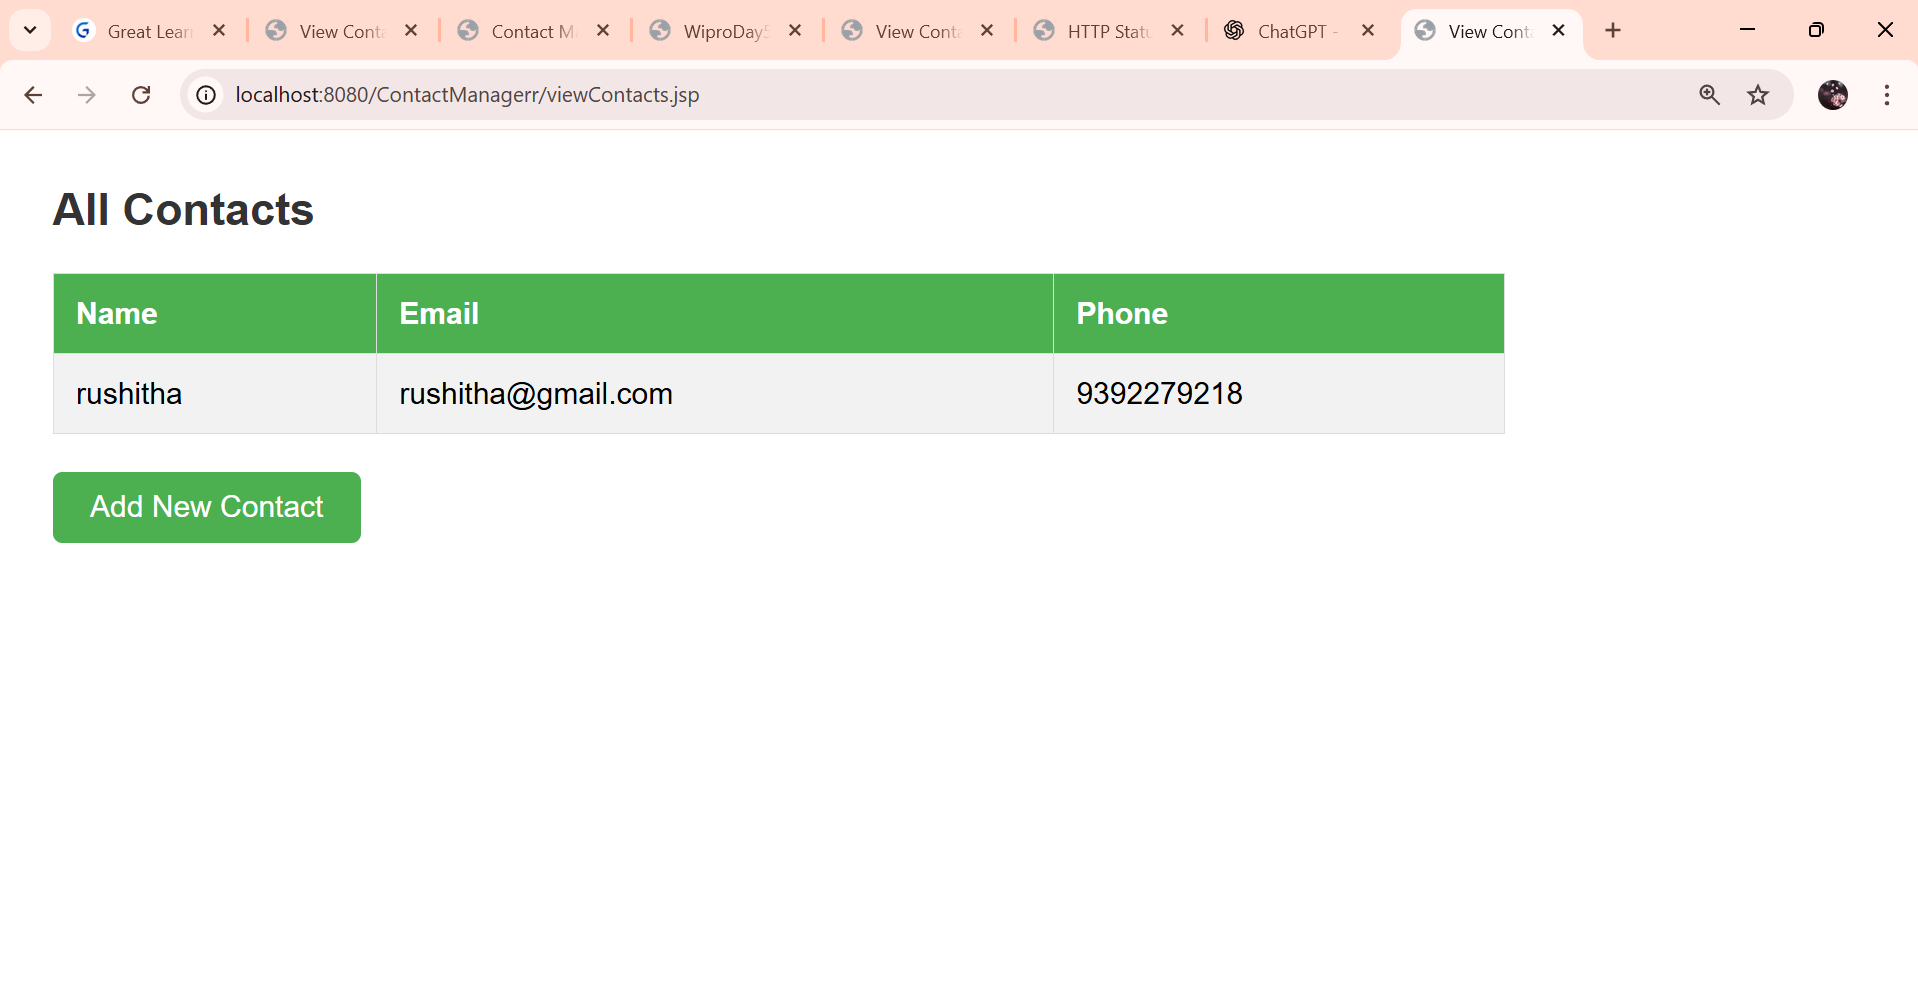 Great Lear
View Conta
Contact M
WiproDay5
View Conta
HTTP Statu
ChatGPT -
View Conta
localhost:8080/ContactManagerr/viewContacts.jsp
All Contacts
Name Email Phone
rushitha rushitha@gmail.com 9392279218
Add New Contact